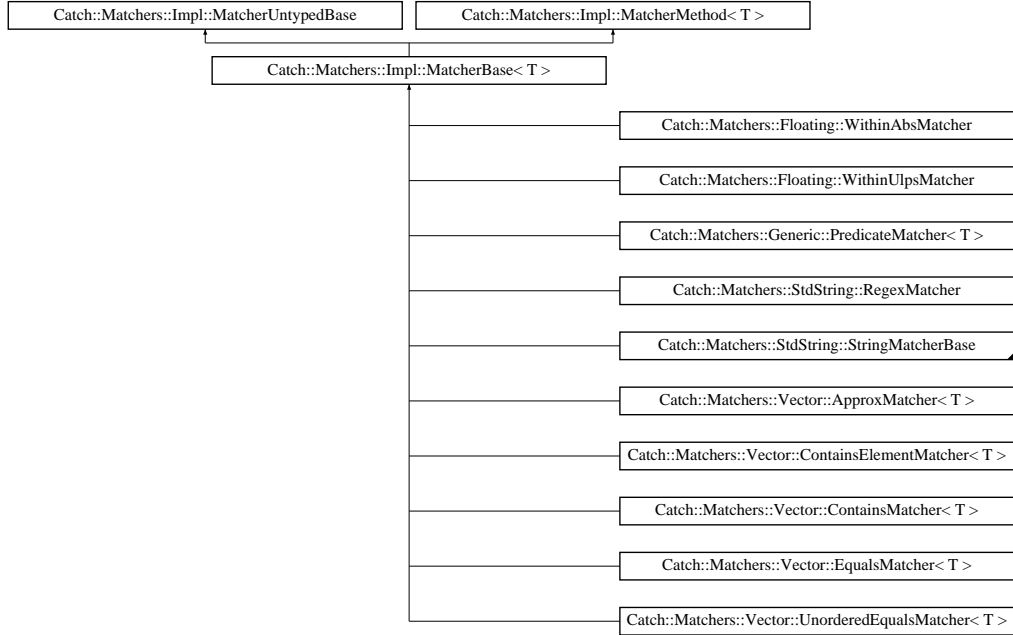 Catch::Matchers::Impl::MatcherUntypedBase
Catch::Matchers::Impl::MatcherMethod< T >
Catch::Matchers::Impl::MatcherBase< T >
Catch::Matchers::Floating::WithinAbsMatcher
Catch::Matchers::Floating::WithinUlpsMatcher
Catch::Matchers::Generic::PredicateMatcher< T >
Catch::Matchers::StdString::RegexMatcher
Catch::Matchers::StdString::StringMatcherBase
Catch::Matchers::Vector::ApproxMatcher< T >
Catch::Matchers::Vector::ContainsElementMatcher< T >
Catch::Matchers::Vector::ContainsMatcher< T >
Catch::Matchers::Vector::EqualsMatcher< T >
Catch::Matchers::Vector::UnorderedEqualsMatcher< T >